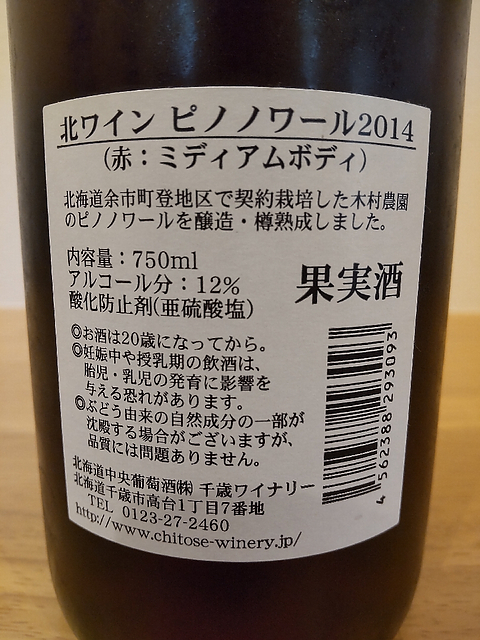 北ワイン ピノノワール2014
(赤：ミディアムボディ)
北海道余市町登地区で契約栽培した木村農園
のピノノワールを醸造・樽熟成しました。
内容量：750ml
アルコール分：12%
酸化防止剤(亜硫酸塩)
果実酒
◎お酒は20歳になってから。
◎妊娠中や授乳期の飲酒は、
胎児・乳児の発育に影響を
与える恐れがあります。
◎ぶどう由来の自然成分の一部が
沈殿する場合がございますが、
品質には問題ありません。
4 562388 293093
北海道中央葡萄酒㈱ 千歳ワイナリー
北海道千歳市高台1丁目7番地
TEL 0123-27-2460
http://www.chitose-winery.jp/